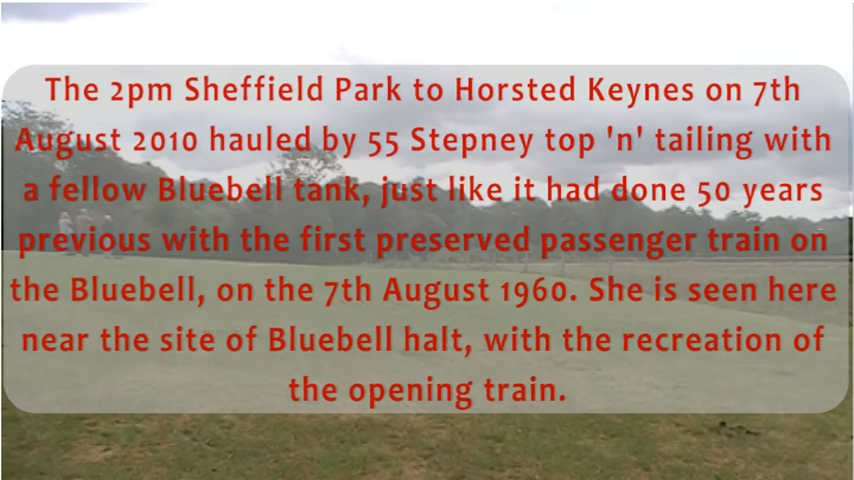 The 2pm Sheffield Park to Horsted Keynes on 7th
August 2010 hauled by 55 Stepney top 'n' tailing with
a fellow Bluebell tank, just like it had done 50 years
previous with the first preserved passenger train on
the Bluebell, on the 7th August 1960. She is seen here
near the site of Bluebell halt, with the recreation of
the opening train.